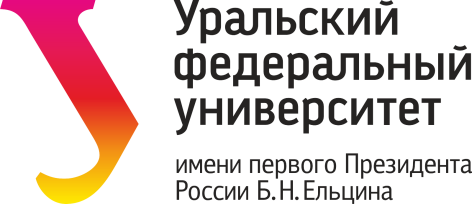 Уральский
федеральный
университет
имени первого Президента
России Б.Н.Ельцина